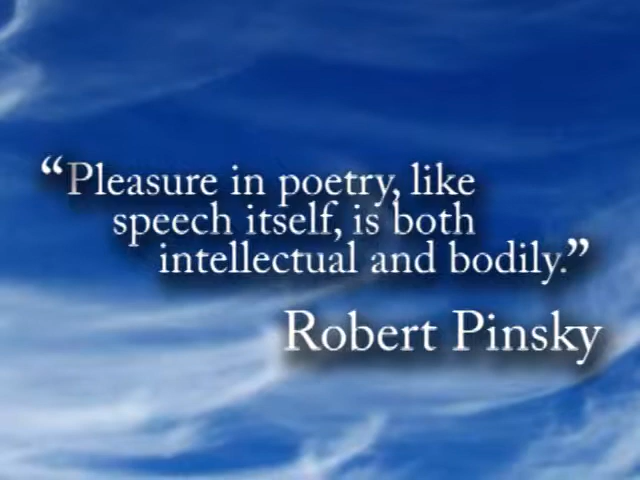 “Pleasure in poetry, like
speech itself, is both
intellectual and bodily.”
Robert Pinsky